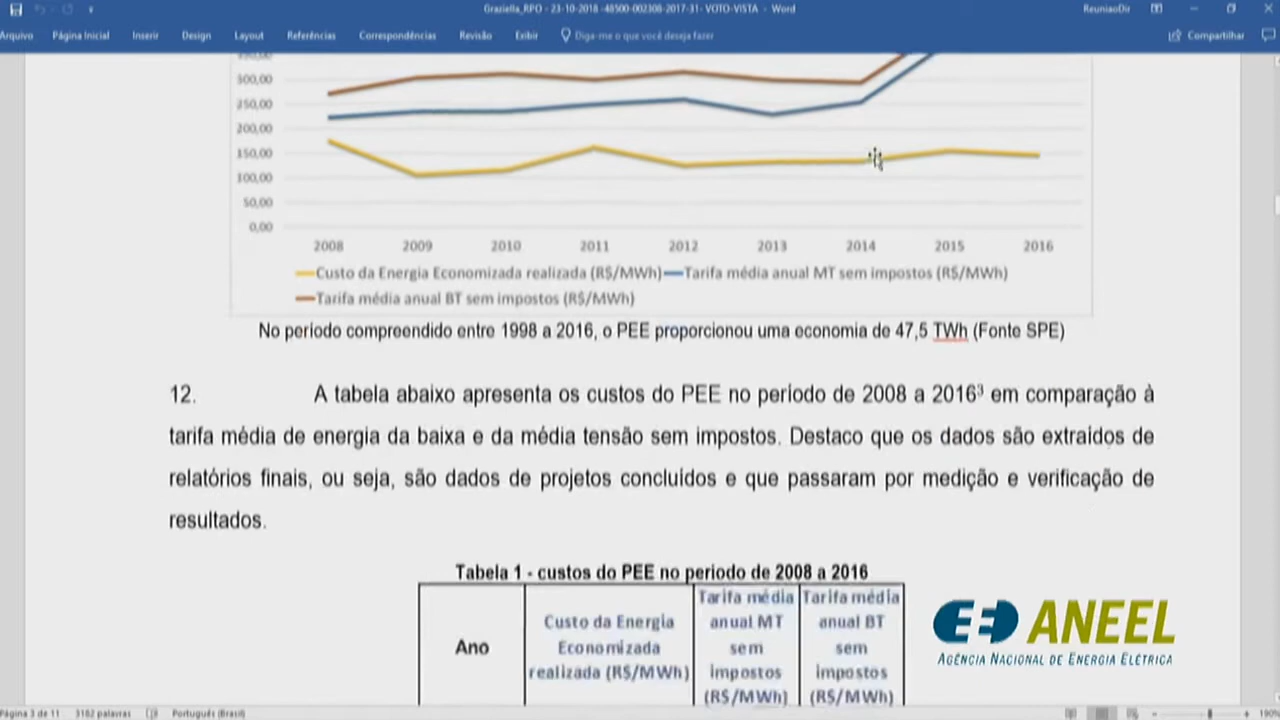 Graziella_RPO - 23-10-2018 -48500-002308-2017-31- VOTO-VISTA - Word
ReuniaoDir
Arquivo Página Inicial Inserir Design Layout Referências Correspondências Revisão Exibir Diga-me o que você deseja fazer
Compartilhar
350,00
300,00
250,00
200,00
150,00
100,00
50,00
0,00
2008 2009 2010 2011 2012 2013 2014 2015 2016
Custo da Energia Economizada realizada (R$/MWh) Tarifa média anual MT sem impostos (R$/MWh)
Tarifa média anual BT sem impostos (R$/MWh)
No período compreendido entre 1998 a 2016, o PEE proporcionou uma economia de 47,5 TWh (Fonte SPE)
12. A tabela abaixo apresenta os custos do PEE no período de 2008 a 2016³ em comparação à
tarifa média de energia da baixa e da média tensão sem impostos. Destaco que os dados são extraídos de
relatórios finais, ou seja, são dados de projetos concluídos e que passaram por medição e verificação de
resultados.
Tabela 1 - custos do PEE no periodo de 2008 a 2016
Ano
Custo da Energia
Economizada
realizada (R$/MWh)
Tarifa média
anual MT
sem
impostos
(R$/MWh)
Tarifa média
anual BT
sem
impostos
(R$/MWh)
ANEEL
AGÊNCIA NACIONAL DE ENERGIA ELÉTRICA
Página 3 de 11 3182 palavras Português (Brasil)
190%